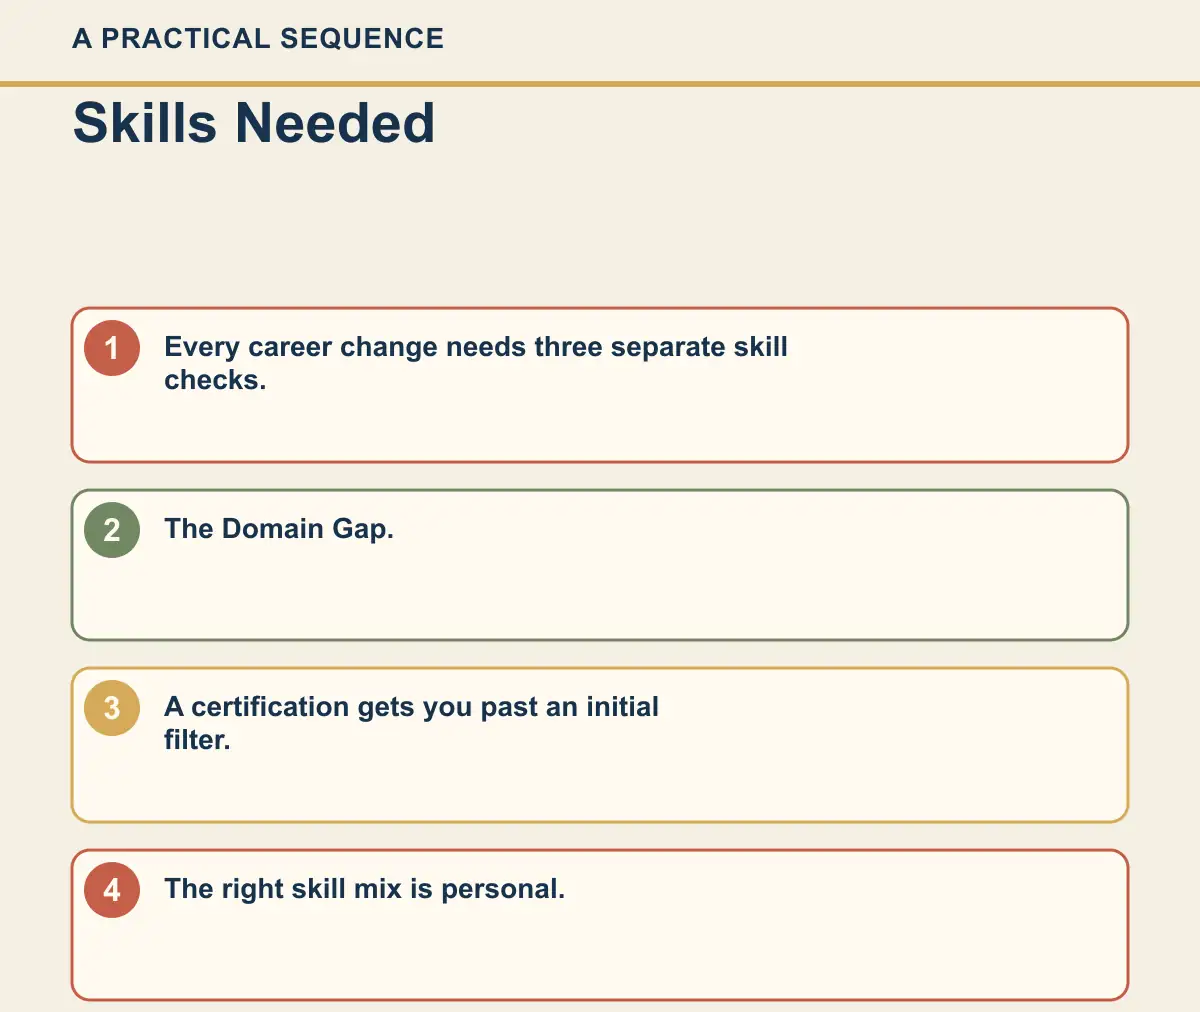 A PRACTICAL SEQUENCE
Skills Needed
1
Every career change needs three separate skill
checks.
2
The Domain Gap.
3
A certification gets you past an initial
filter.
4
The right skill mix is personal.